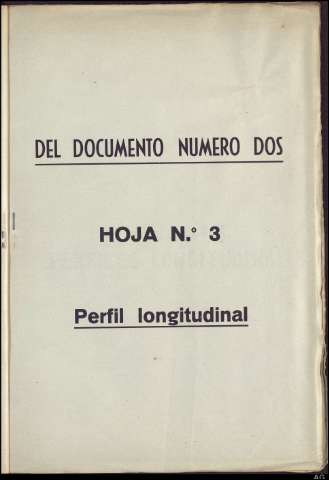 DEL DOCUMENTO NUMERO DOS
HOJA N.° 3
Perfil longitudinal